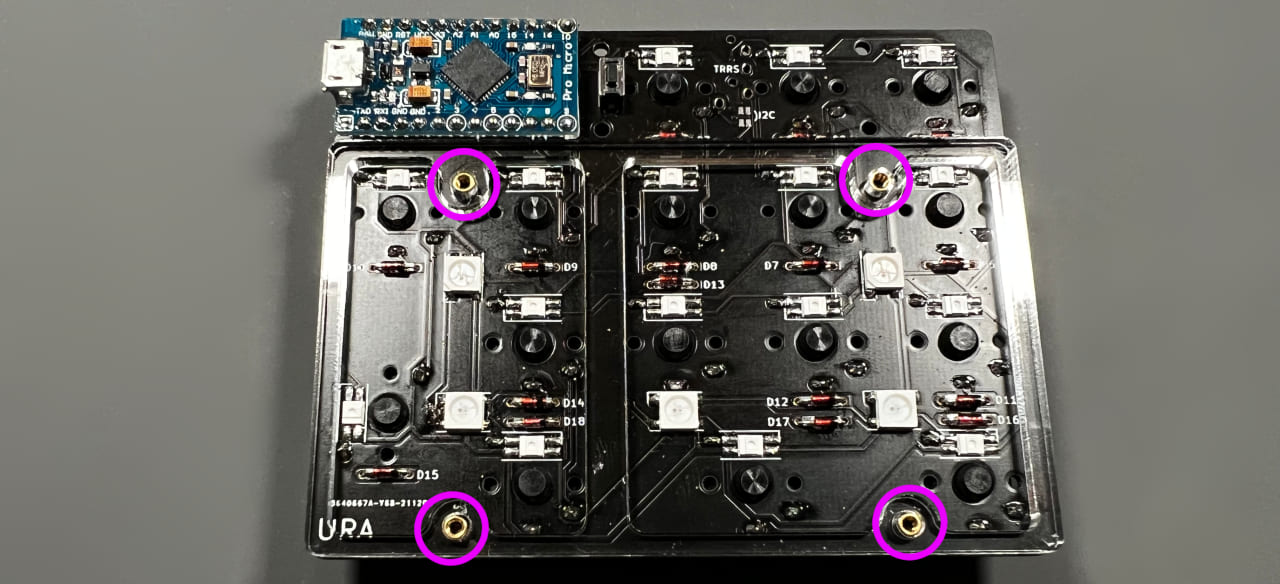 RST VCC A3 A2 A1 A0 15 14 16 10
Pro Micro
TXO RXI GND GND 2 3 4 5 6 7 8 9
TRRS
I2C
D9
D8
D7
D13
D14
D18
D12
D17
D11
D16
D15
URA